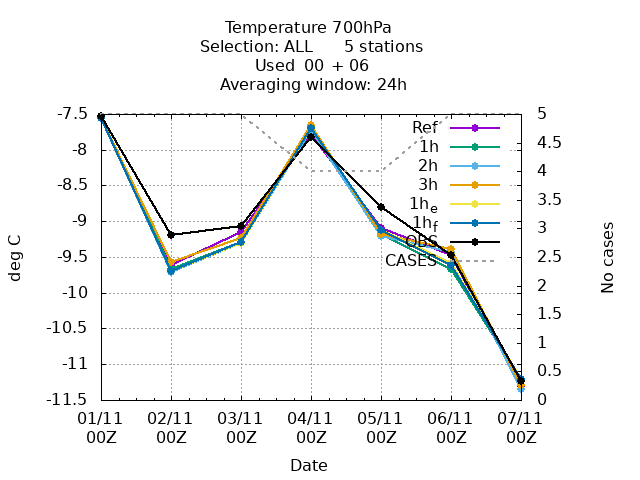 Temperature 700hPa
Selection: ALL 5 stations
Used 00 + 06
Averaging window: 24h
-7.5
-8
-8.5
-9
-9.5
-10
-10.5
-11
-11.5
deg C
5
4.5
4
3.5
3
2.5
2
1.5
1
0.5
0
No cases
Ref
1h
2h
3h
1he
1hf
OBS
CASES
01/11 02/11 03/11 04/11 05/11 06/11 07/11
00Z 00Z 00Z 00Z 00Z 00Z 00Z
Date